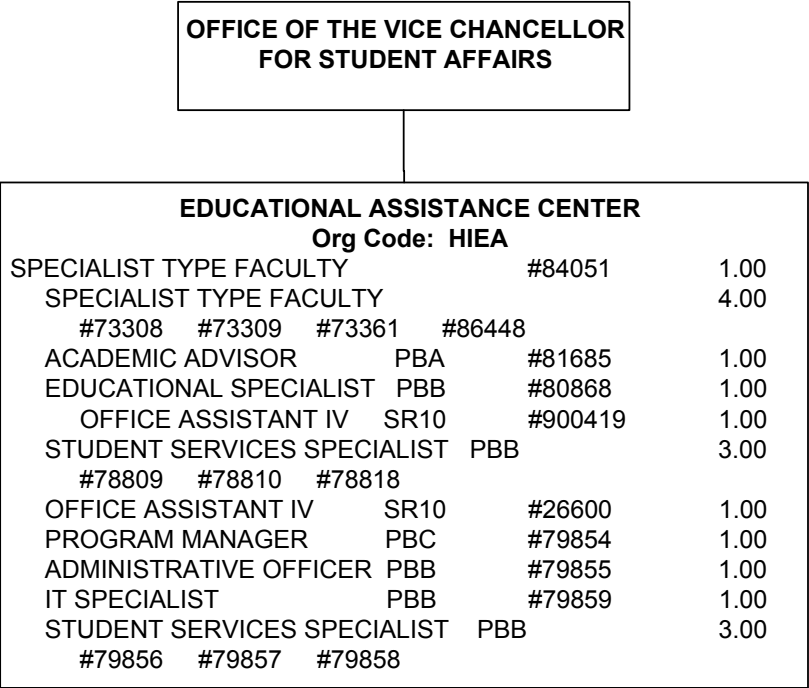 OFFICE OF THE VICE CHANCELLOR
FOR STUDENT AFFAIRS
EDUCATIONAL ASSISTANCE CENTER
Org Code: HIEA
SPECIALIST TYPE FACULTY #84051 1.00
SPECIALIST TYPE FACULTY 4.00
#73308 #73309 #73361 #86448
ACADEMIC ADVISOR PBA #81685 1.00
EDUCATIONAL SPECIALIST PBB #80868 1.00
OFFICE ASSISTANT IV SR10 #900419 1.00
STUDENT SERVICES SPECIALIST PBB 3.00
#78809 #78810 #78818
OFFICE ASSISTANT IV SR10 #26600 1.00
PROGRAM MANAGER PBC #79854 1.00
ADMINISTRATIVE OFFICER PBB #79855 1.00
IT SPECIALIST PBB #79859 1.00
STUDENT SERVICES SPECIALIST PBB 3.00
#79856 #79857 #79858